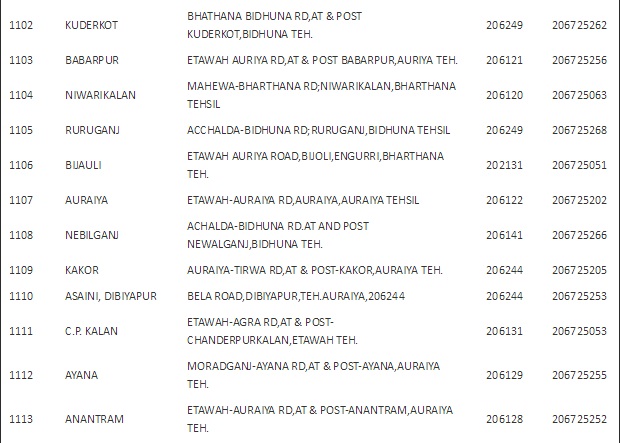 BHATHANA BIDHUNA RD,AT & POST
1102 KUDERKOT 206249 206725262
KUDERKOT,BIDHUNA TEH.
1103 BABARPUR ETAWAH AURIYA RD,AT & POST BABARPUR,AURIYA TEH. 206121 206725256
MAHEWA-BHARTHANA RD;NIWARIKALAN,BHARTHANA
1104 NIWARIKALAN 206120 206725063
TEHSIL
1105 RURUGANJ ACCHALDA-BIDHUNA RD;RURUGANJ,BIDHUNA TEHSIL 206249 206725268
ETAWAH AURIYA ROAD,BIJOLI,ENGURRI,BHARTHANA
1106 BIJAULI 202131 206725051
TEH.
1107 AURAIYA ETAWAH-AURAIYA RD,AURAIYA,AURAIYA TEHSIL 206122 206725202
ACHALDA-BIDHUNA RD.AT AND POST
1108 NEBILGANJ 206141 206725266
NEWALGANJ,BIDHUNA TEH.
1109 KAKOR AURAIYA-TIRWA RD,AT & POST-KAKOR,AURAIYA TEH. 206244 206725205
1110 ASAINI, DIBIYAPUR BELA ROAD,DIBIYAPUR,TEH.AURAIYA,206244 206244 206725253
ETAWAH-AGRA RD,AT & POST-
1111 C.P. KALAN 206131 206725053
CHANDERPURKALAN,ETAWAH TEH.
MORADGANJ-AYANA RD,AT & POST-AYANA,AURAIYA
1112 AYANA 206129 206725255
TEH.
ETAWAH-AURAIYA RD,AT & POST-ANANTRAM,AURAIYA
1113 ANANTRAM 206128 206725252
TEH.